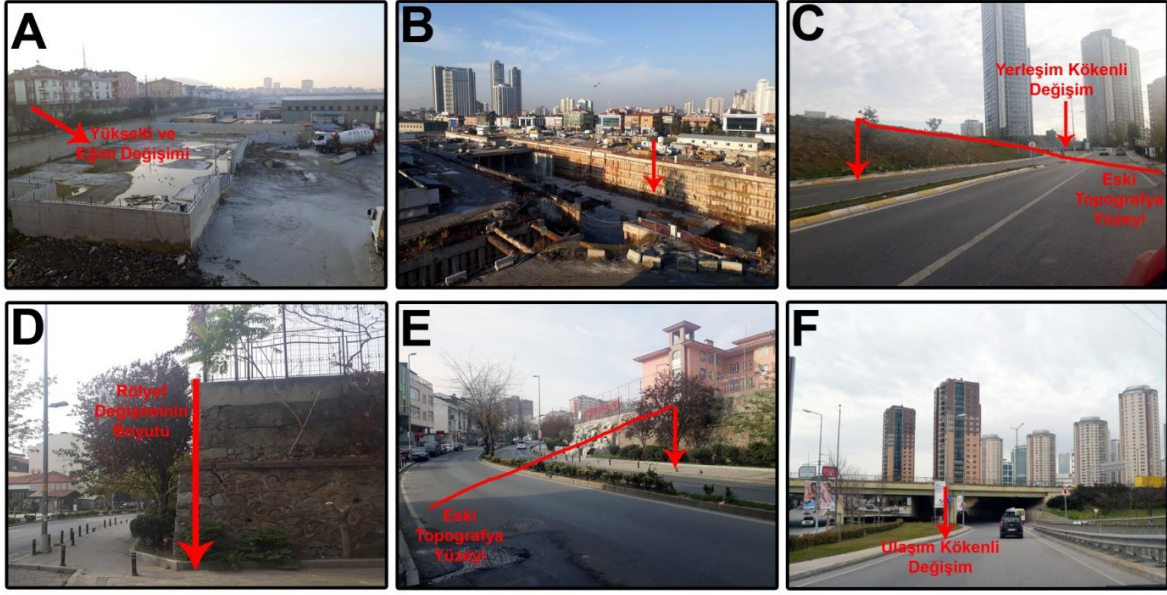 A
Yükselti ve
Eğim Değişimi
B
C
Yerleşim Kökenli
Değişim
Eski
Topografya
Yüzeyi
D
Rölyef
Değişiminin
Boyutu
E
Eski
Topografya
Yüzeyi
F
Ulaşım Kökenli
Değişim